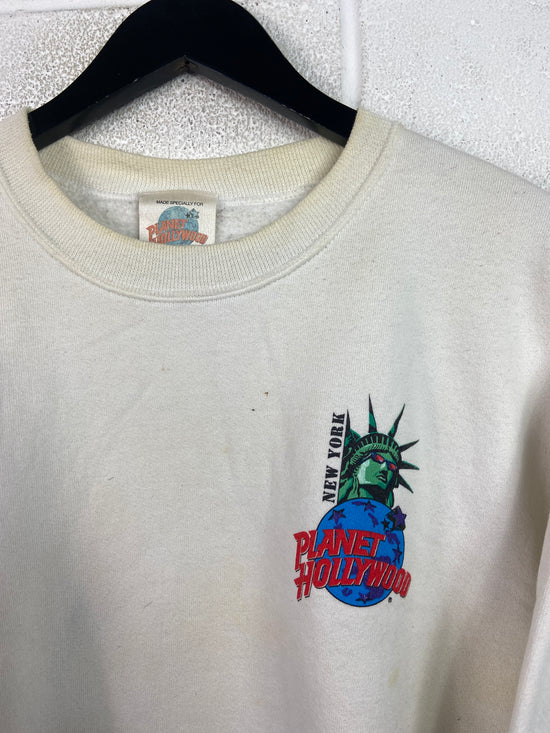 MADE SPECIALLY FOR
PLANET
HOLLYWOOD
NEW YORK
PLANET
HOLLYWOOD
®